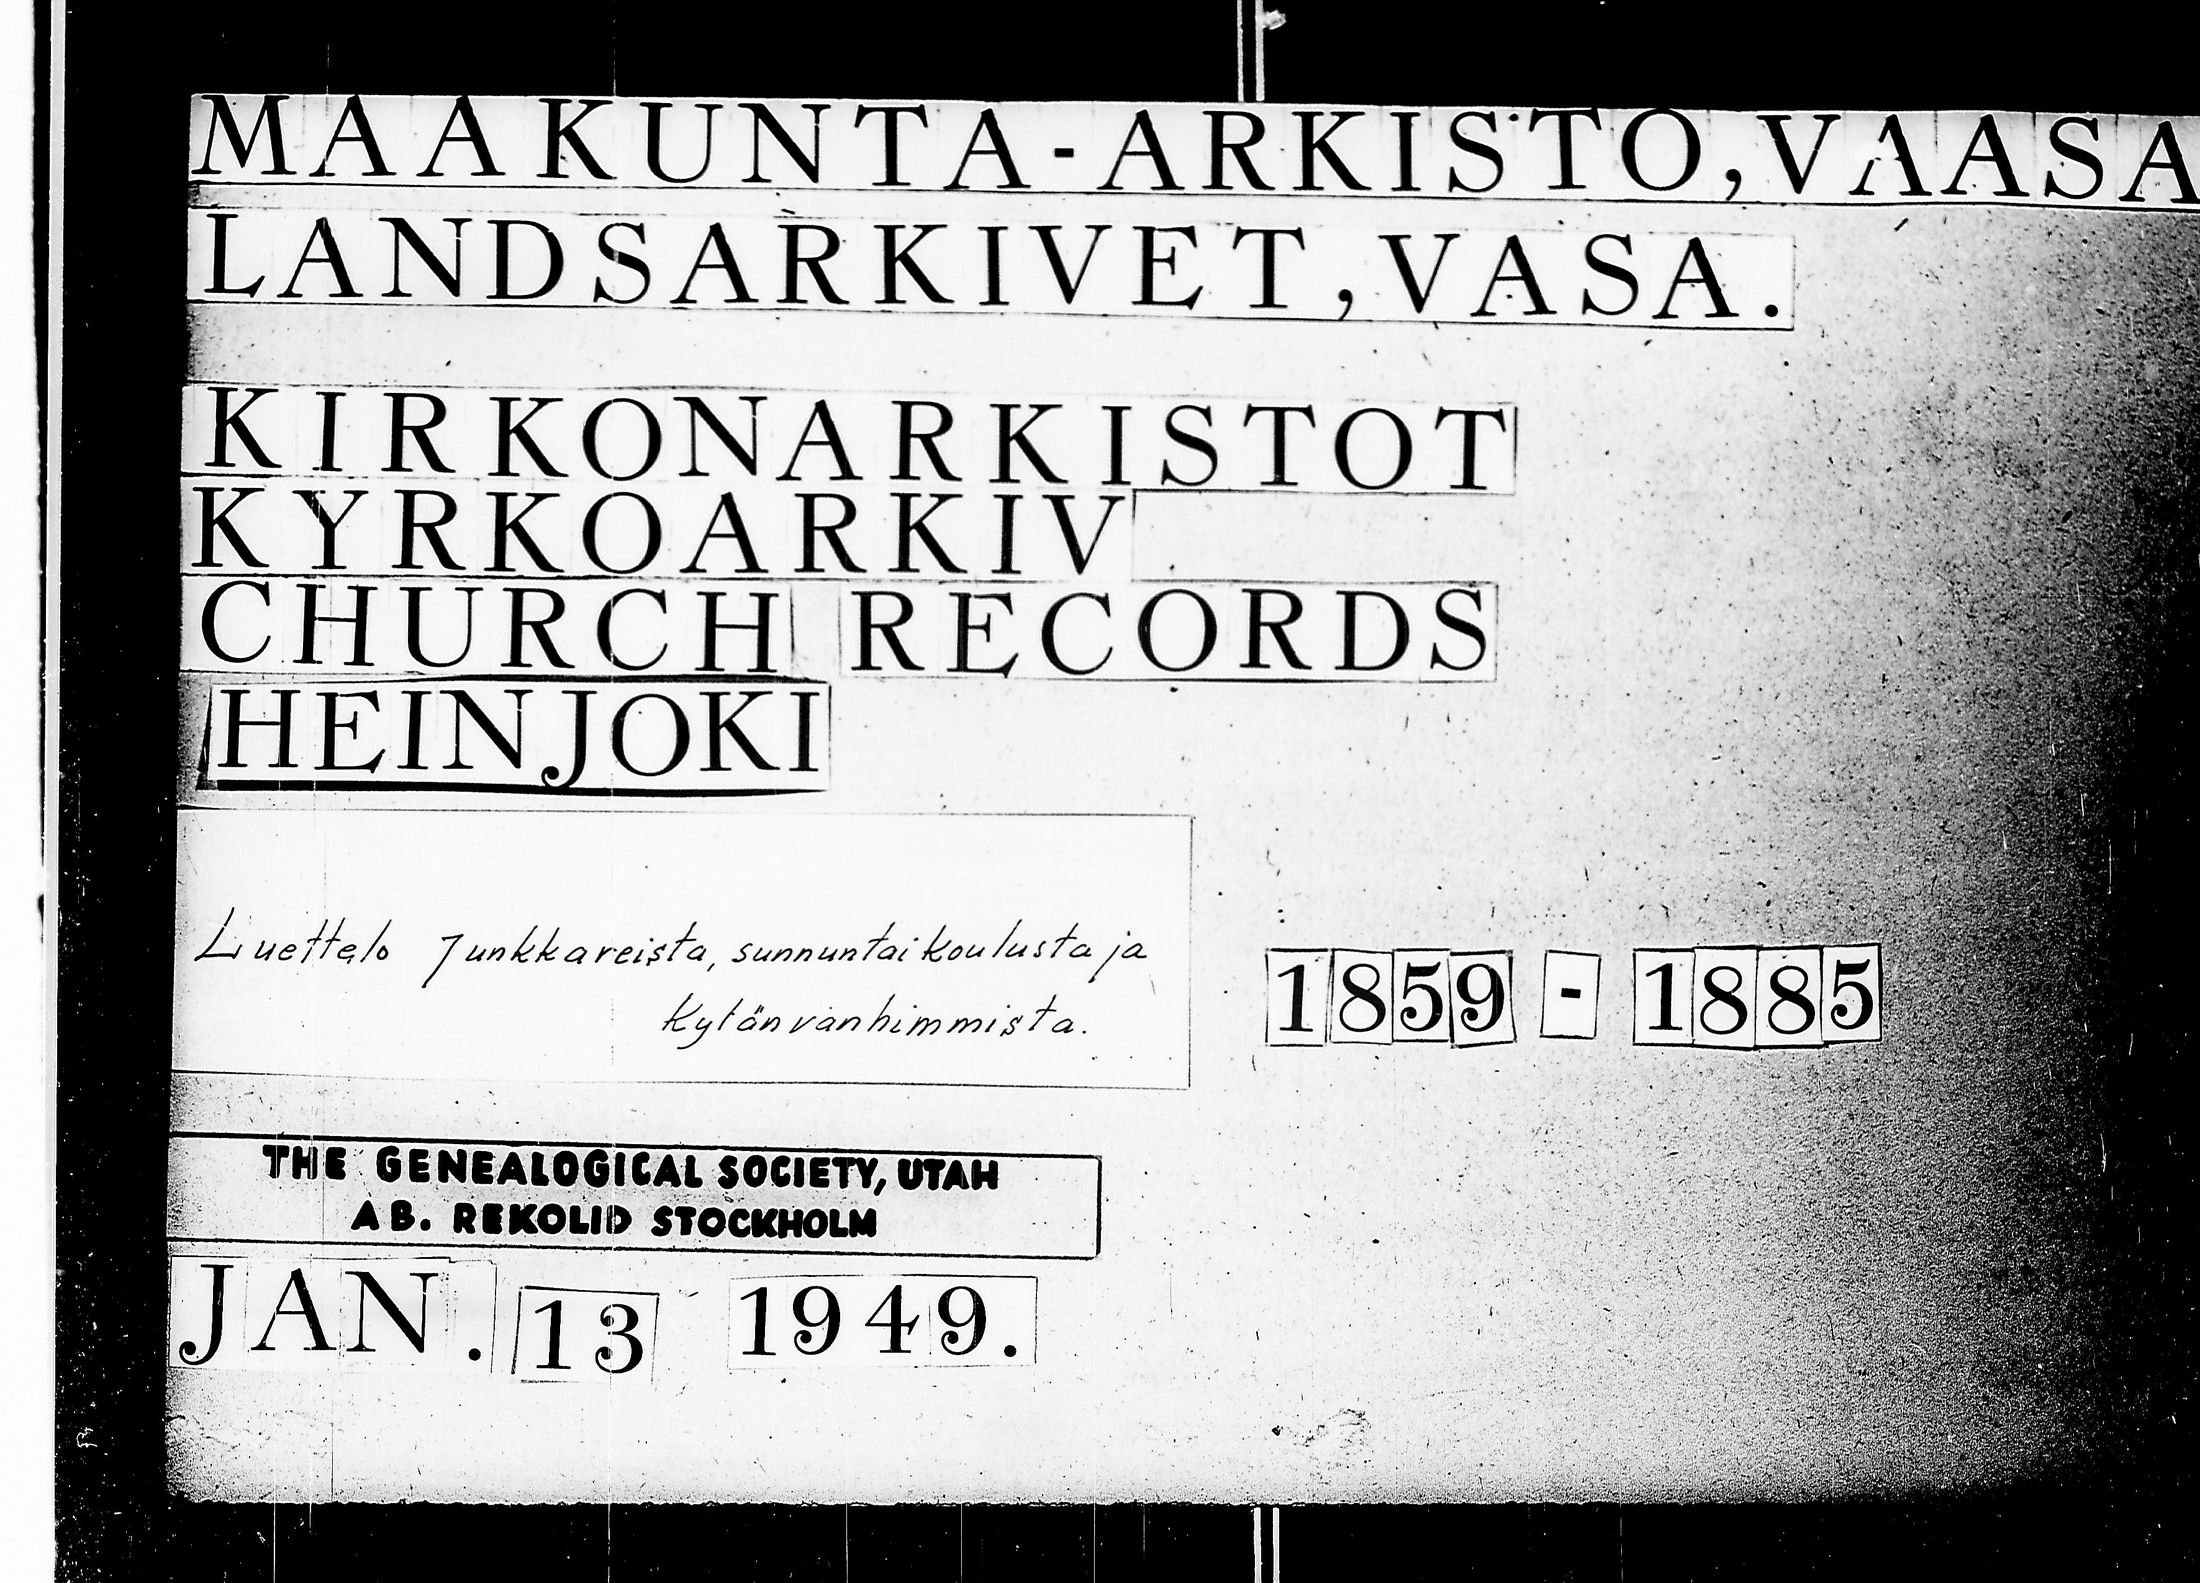 MAAKUNTA-ARKISTO, VAASA
LANDSARKIVET, VASA.
KIRKONARKISTOT
KYRKOARKIV
CHURCH RECORDS
HEINJOKI
Luettelo Junkkareista, sunnuntaikoulusta ja
Kylänvanhimmista.
1859 - 1885
THE GENEALOGICAL SOCIETY, UTAH
AB. REKOLID STOCKHOLM
JAN. 13 1949.